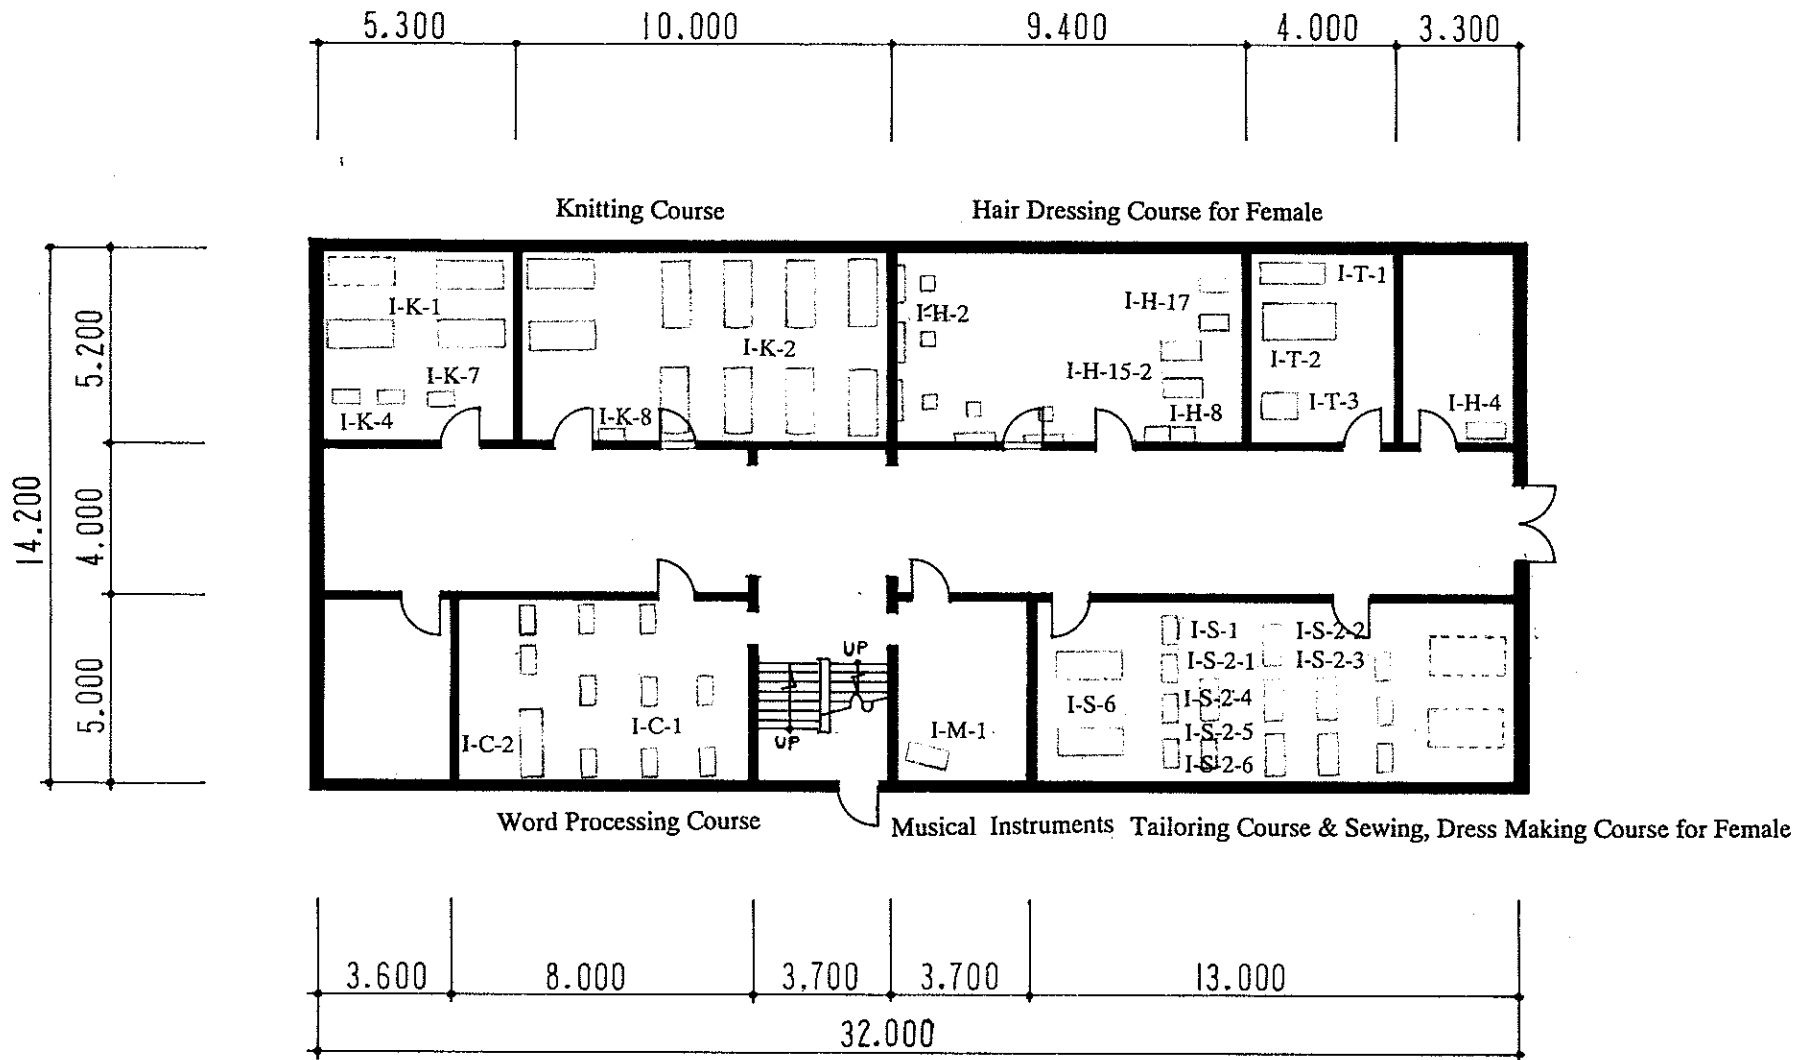 5.300 10.000 9.400 4.000 3.300
Knitting Course Hair Dressing Course for Female
I-K-1 I-H-2 I-H-17 I-T-1
I-K-2 I-T-2
I-K-7 I-H-15-2 I-T-3
I-K-4 I-K-8 I-H-8 I-H-4
5.200
14.200 4.000
5.000
I-S-1 I-S-2-2
UP I-S-2-1 I-S-2-3
I-S-6 I-S-2-4
I-C-2 I-C-1 UP I-M-1 I-S-2-5
I-S-2-6
Word Processing Course Musical Instruments Tailoring Course & Sewing, Dress Making Course for Female
3.600 8.000 3,700 3.700 13.000
32.000